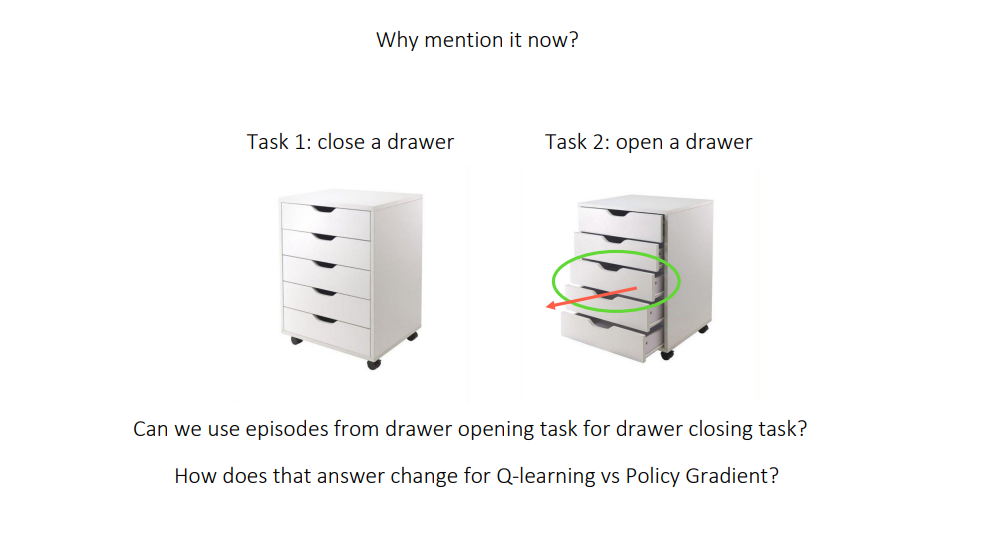 Why mention it now?
Task 1: close a drawer
Task 2: open a drawer
Can we use episodes from drawer opening task for drawer closing task?
How does that answer change for Q-learning vs Policy Gradient?